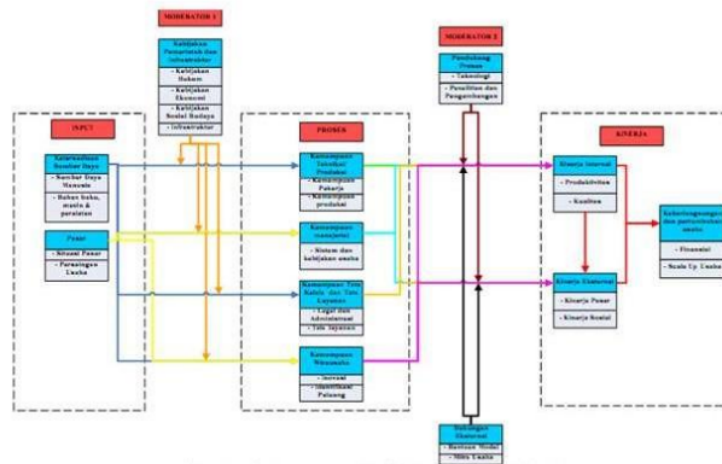 MODERATOR 1
Kebijakan
Pemerintah dan
Infrastruktur
- Kebijakan
Hukum
- Kebijakan
Ekonomi
- Kebijakan
Sosial Budaya
- Infrastruktur
MODERATOR 2
Pendukung
Proses
- Teknologi
- Penelitian dan
Pengembangan
INPUT
Ketersediaan
Sumber Daya
- Sumber Daya
Manusia
- Bahan baku,
mesin &
peralatan
Pasar
- Situasi Pasar
- Persaingan
Usaha
PROSES
Kemampuan
Teknikal
Produksi
- Kemampuan
Pekerja
- Kemampuan
produksi
Kemampuan
manajerial
- Sistem dan
kebijakan usaha
Kemampuan Tata
Kelola dan Tata
Layanan
- Legal dan
Administrasi
- Tata layanan
Kemampuan
Wirausaha
- Inovasi
- Identifikasi
Peluang
Dukungan
Eksternal
- Bantuan Modal
- Mitra Usaha
KINERJA
Kinerja Internal
- Produktivitas
- Kualitas
Kinerja Eksternal
- Kinerja Pasar
- Kinerja Sosial
Keberlangsungan
dan pertumbuhan
usaha
- Finansial
- Scale Up Usaha